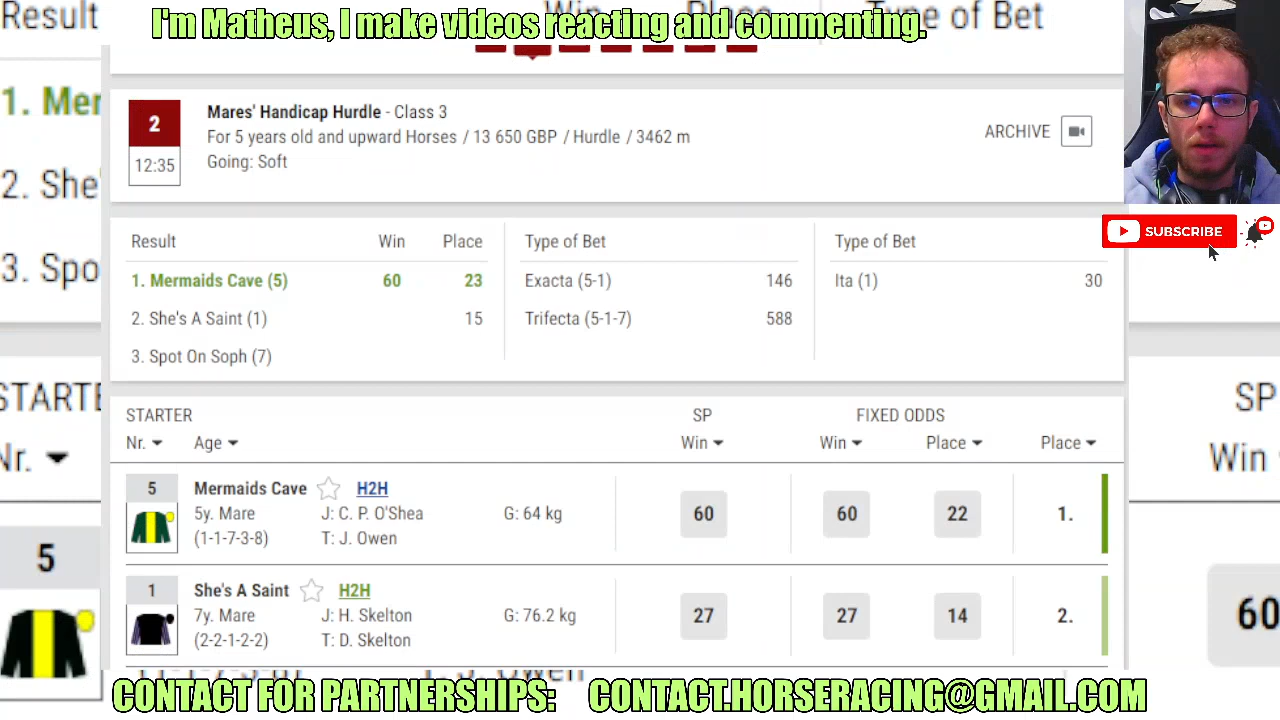 I'm Matheus, I make videos reacting and commenting.
Result
Win Place Type of Bet
1. Mer
2. She'
3. Spo
2
12:35
Mares' Handicap Hurdle - Class 3
For 5 years old and upward Horses / 13 650 GBP / Hurdle / 3462 m
Going: Soft
ARCHIVE
SUBSCRIBE
Result Win Place
1. Mermaids Cave (5) 60 23
2. She's A Saint (1) 15
3. Spot On Soph (7)
Type of Bet
Exacta (5-1) 146
Trifecta (5-1-7) 588
Type of Bet
Ita (1) 30
STARTER SP FIXED ODDS
Nr. Age Win Win Place Place
5 Mermaids Cave H2H
5y. Mare J: C. P. O'Shea G: 64 kg 60 60 22 1.
(1-1-7-3-8) T: J. Owen
1 She's A Saint H2H
7y. Mare J: H. Skelton G: 76.2 kg 27 27 14 2.
(2-2-1-2-2) T: D. Skelton
STARTE
Nr.
5
SP
Win
60
CONTACT FOR PARTNERSHIPS: CONTACT.HORSERACING@GMAIL.COM